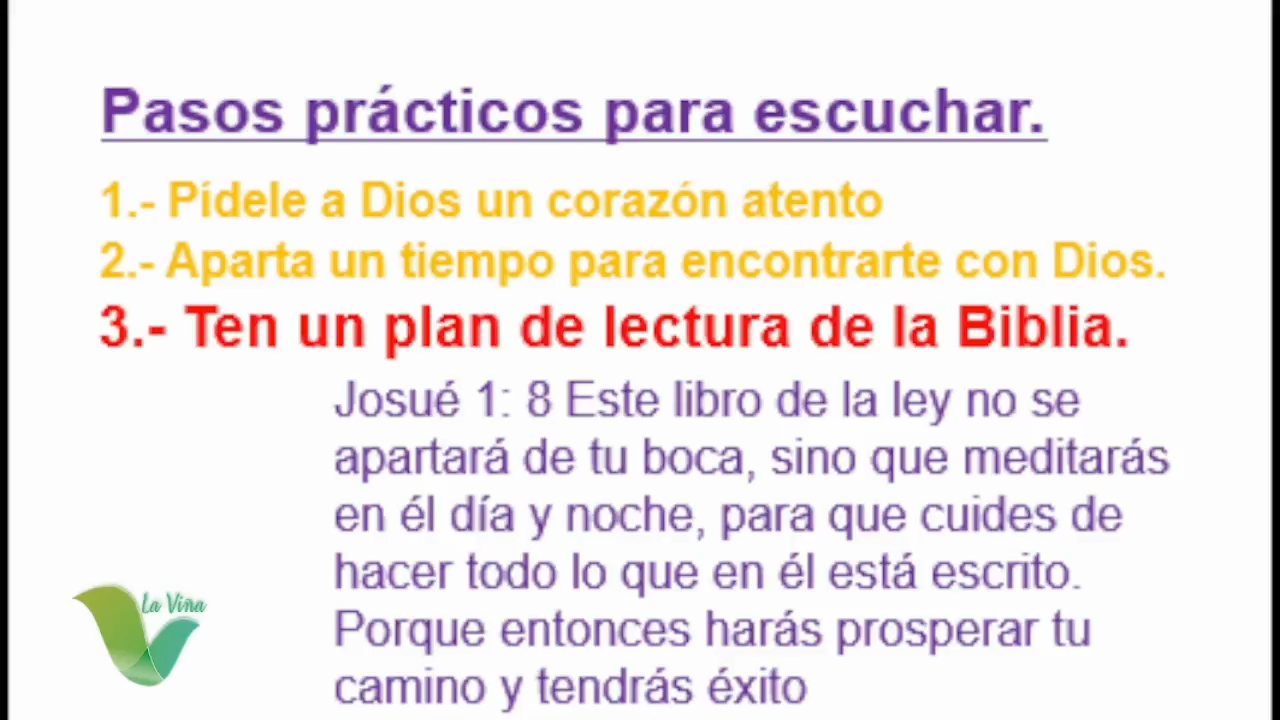 Pasos prácticos para escuchar.
1.- Pídele a Dios un corazón atento
2.- Aparta un tiempo para encontrarte con Dios.
3.- Ten un plan de lectura de la Biblia.
Josué 1: 8 Este libro de la ley no se
apartará de tu boca, sino que meditarás
en él día y noche, para que cuides de
hacer todo lo que en él está escrito.
Porque entonces harás prosperar tu
camino y tendrás éxito
La Viña